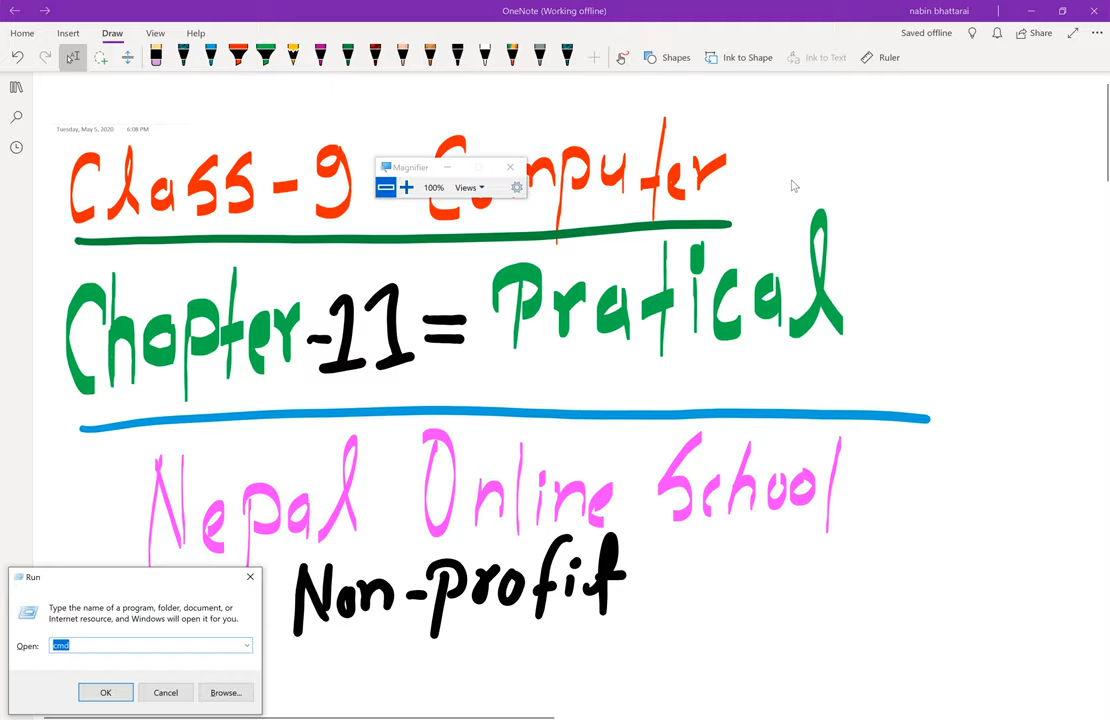 OneNote (Working offline)
nabin bhattarai
Home Insert Draw View Help
Saved offline
Share
Shapes
Ink to Shape
Ink to Text
Ruler
Tuesday, May 5, 2020 6:08 PM
Class-9 Computer
Magnifier
100% Views
Chapter-11 = Pratical
Nepal Online School
Non-profit
Run
Type the name of a program, folder, document, or
Internet resource, and Windows will open it for you.
Open: cmd
OK Cancel Browse...